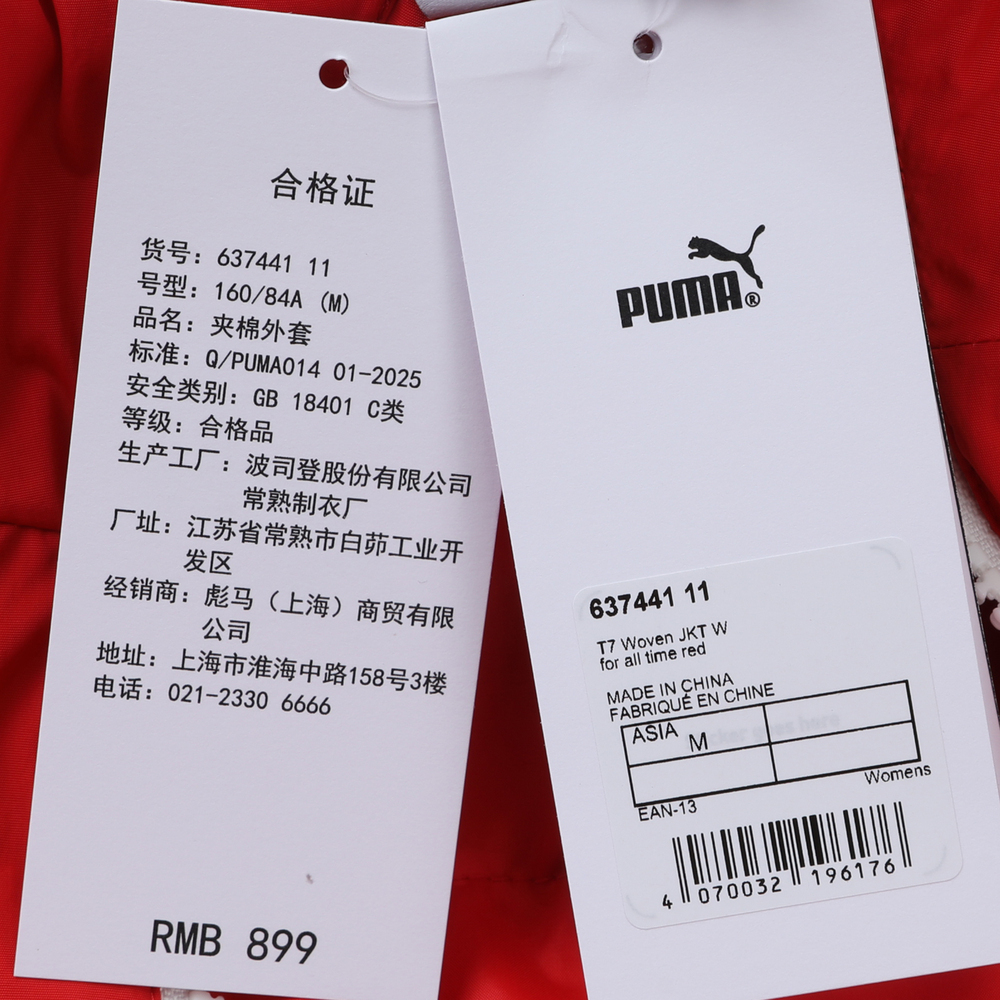 合格证
货号：637441 11
号型：160/84A (M)
品名：夹棉外套
标准：Q/PUMA014 01-2025
安全类别：GB 18401 C类
等级：合格品
生产工厂：波司登股份有限公司
常熟制衣厂
厂址：江苏省常熟市白茆工业开
发区
经销商：彪马（上海）商贸有限
公司
地址：上海市淮海中路158号3楼
电话：021-2330 6666
RMB 899
PUMA®
637441 11
T7 Woven JKT W
for all time red
MADE IN CHINA
FABRIQUÉ EN CHINE
ASIA M
Womens
EAN-13
4 070032 196176